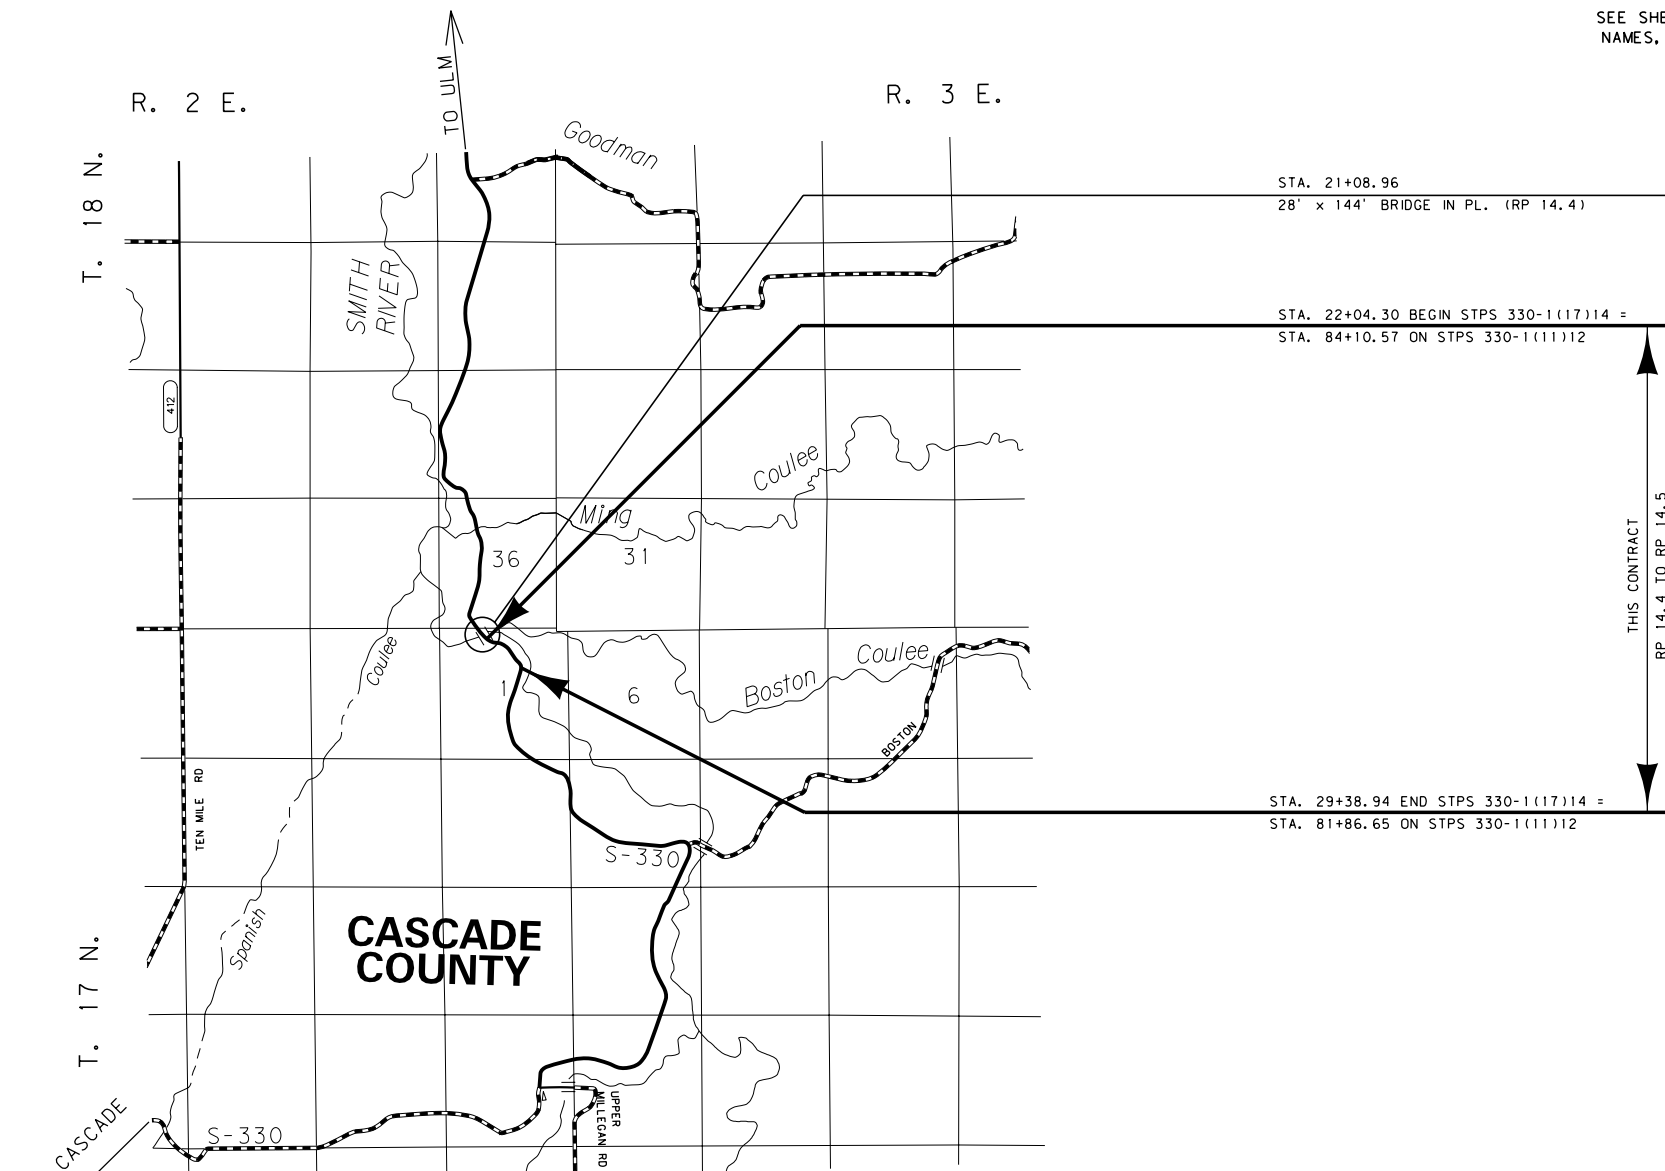 SEE SHE
NAMES,
R. 2 E.
R. 3 E.
TO ULM
Goodman
T. 18 N.
STA. 21+08.96
28' x 144' BRIDGE IN PL. (RP 14.4)
SMITH
RIVER
STA. 22+04.30 BEGIN STPS 330-1(17)14 =
STA. 84+10.57 ON STPS 330-1(11)12
412
Coulee
Ming
36
31
THIS CONTRACT
RP 14.4 TO RP 14.5
Coulee
Coulee
Boston
1
6
BOSTON
TEN MILE RD
STA. 29+38.94 END STPS 330-1(17)14 =
STA. 81+86.65 ON STPS 330-1(11)12
S-330
Spanish
CASCADE
COUNTY
T. 17 N.
UPPER
MILLEGAN RD
CASCADE
S-330